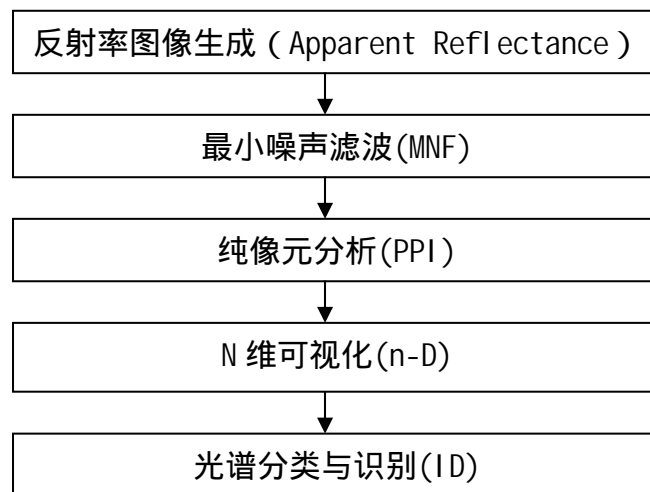 反射率图像生成（Apparent Reflectance）
最小噪声滤波(MNF)
纯像元分析(PPI)
N 维可视化(n-D)
光谱分类与识别(ID)